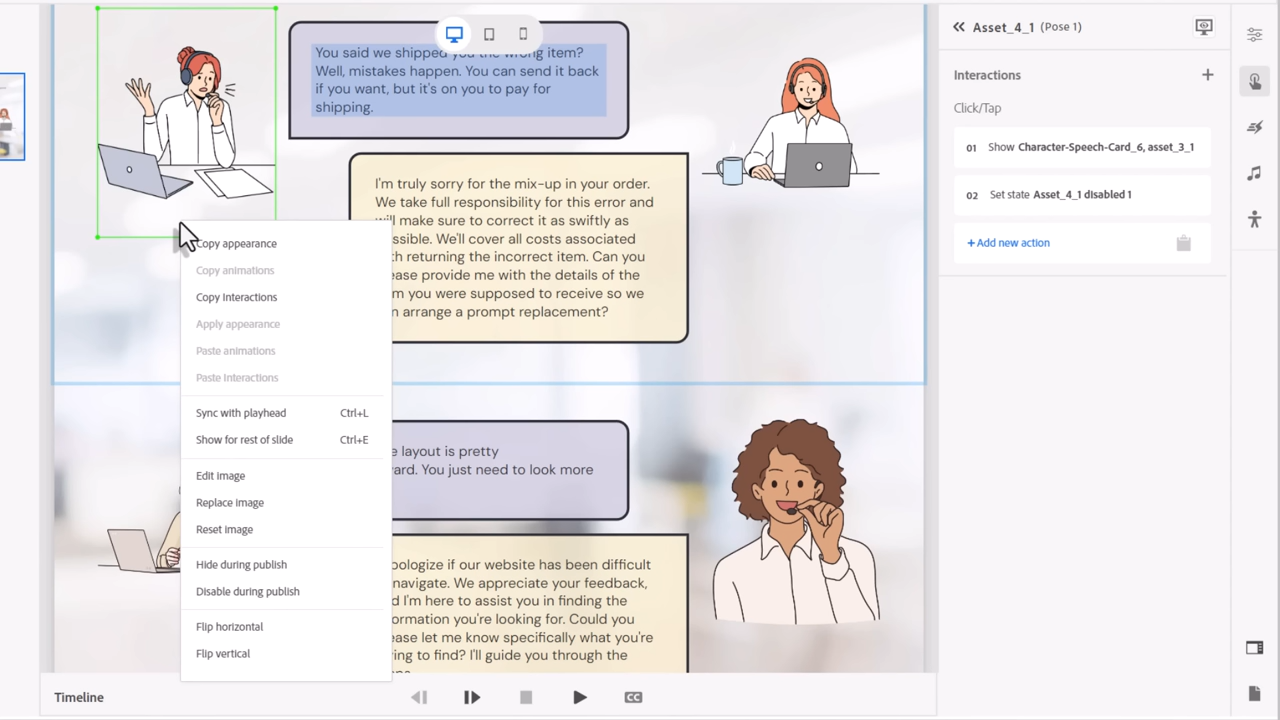 Asset_4_1 (Pose 1)
Interactions
Click/Tap
01 Show Character-Speech-Card_6, asset_3_1
02 Set state Asset_4_1 disabled 1
+ Add new action
You said we shipped you the wrong item?
Well, mistakes happen. You can send it back
if you want, but it's on you to pay for
shipping.
I'm truly sorry for the mix-up in your order.
We take full responsibility for this error and
will make sure to correct it as swiftly as
ssible. We'll cover all costs associated
th returning the incorrect item. Can you
ease provide me with the details of the
m you were supposed to receive so we
n arrange a prompt replacement?
Copy appearance
Copy animations
Copy Interactions
Apply appearance
Paste animations
Paste Interactions
Sync with playhead Ctrl+L
Show for rest of slide Ctrl+E
Edit image
Replace image
Reset image
Hide during publish
Disable during publish
Flip horizontal
Flip vertical
e layout is pretty
ard. You just need to look more
pologize if our website has been difficult
navigate. We appreciate your feedback,
d I'm here to assist you in finding the
ormation you're looking for. Could you
ease let me know specifically what you're
ing to find? I'll guide you through the
Timeline
CC